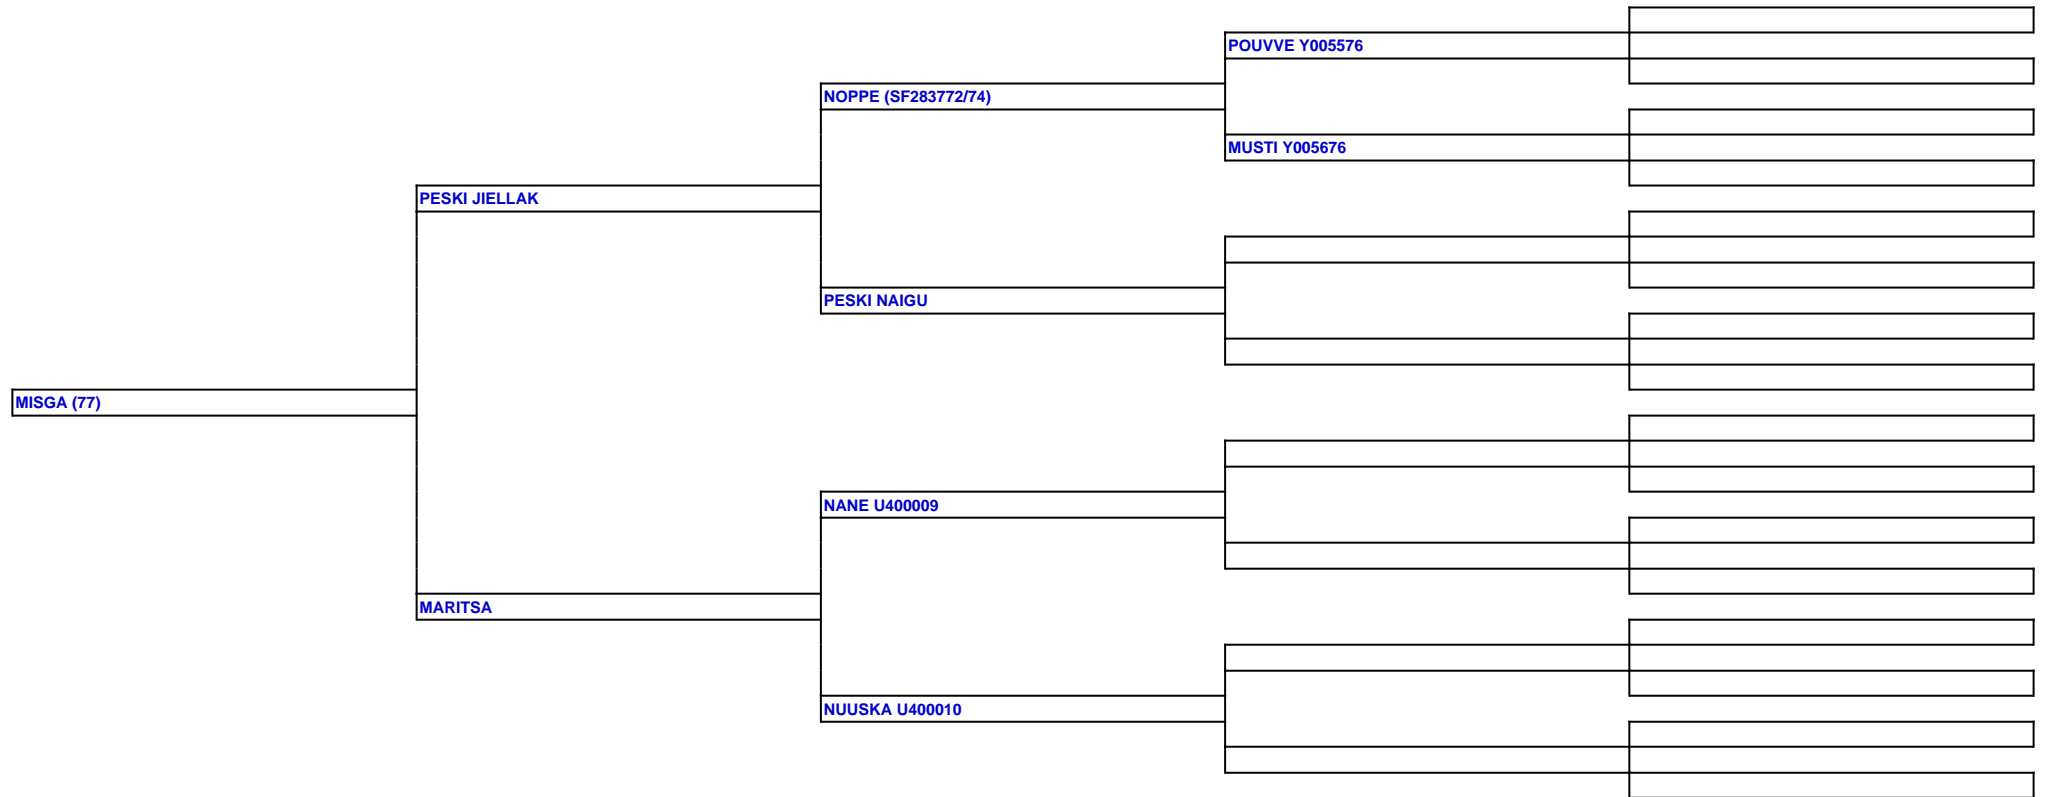 POUVVE Y005576
NOPPE (SF283772/74)
MUSTI Y005676
PESKI JIELLAK
PESKI NAIGU
MISGA (77)
NANE U400009
MARITSA
NUUSKA U400010